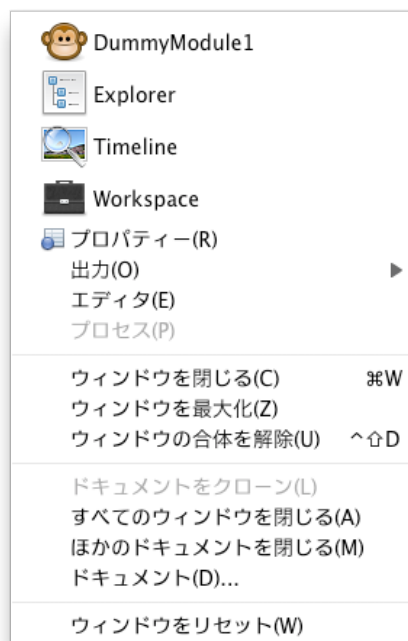 DummyModule1
Explorer
Timeline
Workspace
プロパティー(R)
出力(O)
エディタ(E)
プロセス(P)
ウィンドウを閉じる(C) ⌘W
ウィンドウを最大化(Z)
ウィンドウの合体を解除(U) ^⇧D
ドキュメントをクローン(L)
すべてのウィンドウを閉じる(A)
ほかのドキュメントを閉じる(M)
ドキュメント(D)...
ウィンドウをリセット(W)